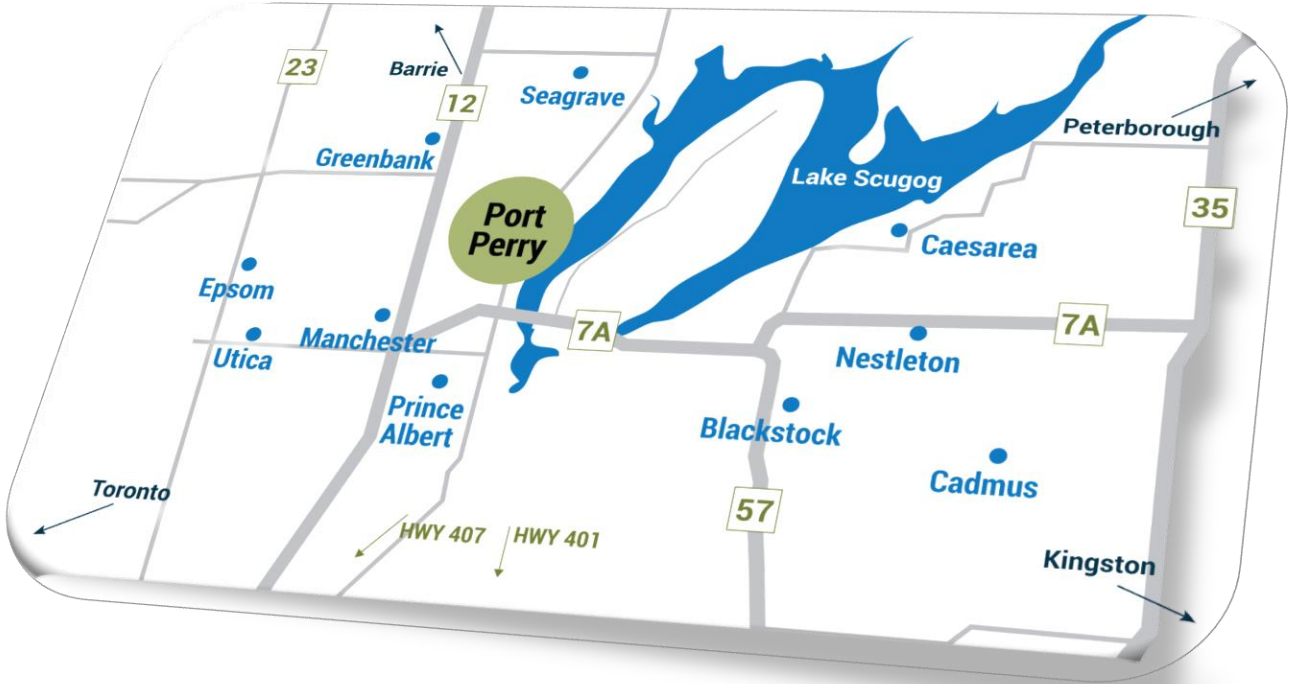 23
Barrie
12
Seagrave
Greenbank
Peterborough
Lake Scugog
35
Port
Perry
Caesarea
Epsom
Manchester
7A
7A
Utica
Nestleton
Prince
Albert
Blackstock
Cadmus
Toronto
57
HWY 407
HWY 401
Kingston